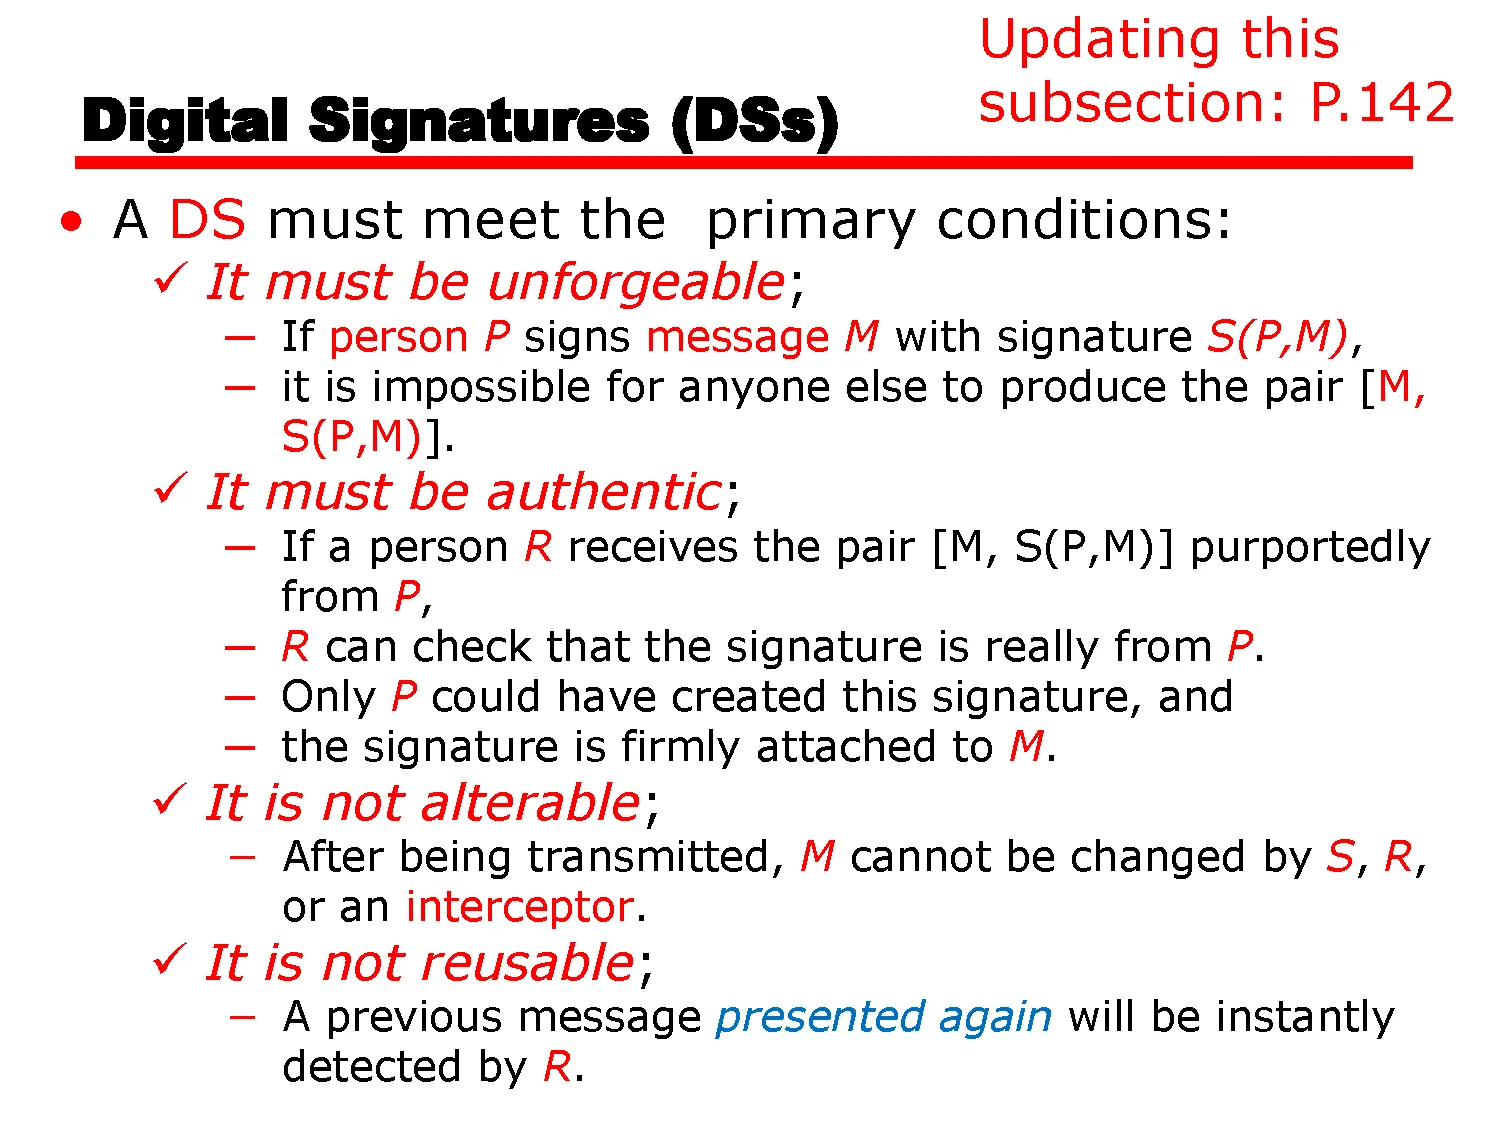 Updating this
subsection: P.142
Digital Signatures (DSs)
• A DS must meet the primary conditions:
✓ It must be unforgeable;
─ If person P signs message M with signature S(P,M),
─ it is impossible for anyone else to produce the pair [M,
S(P,M)].
✓ It must be authentic;
─ If a person R receives the pair [M, S(P,M)] purportedly
from P,
─ R can check that the signature is really from P.
─ Only P could have created this signature, and
─ the signature is firmly attached to M.
✓ It is not alterable;
– After being transmitted, M cannot be changed by S, R,
or an interceptor.
✓ It is not reusable;
– A previous message presented again will be instantly
detected by R.